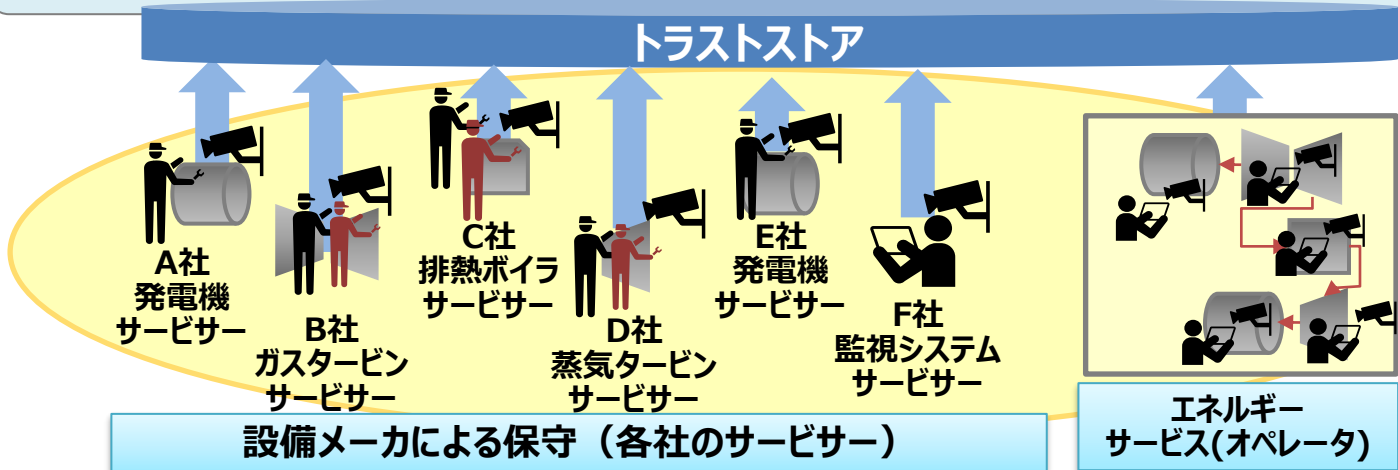 トラストストア
A社
発電機
サービサー
B社
ガスタービン
サービサー
C社
排熱ボイラ
サービサー
D社
蒸気タービン
サービサー
E社
発電機
サービサー
F社
監視システム
サービサー
設備メーカによる保守（各社のサービサー）
エネルギー
サービス(オペレータ)